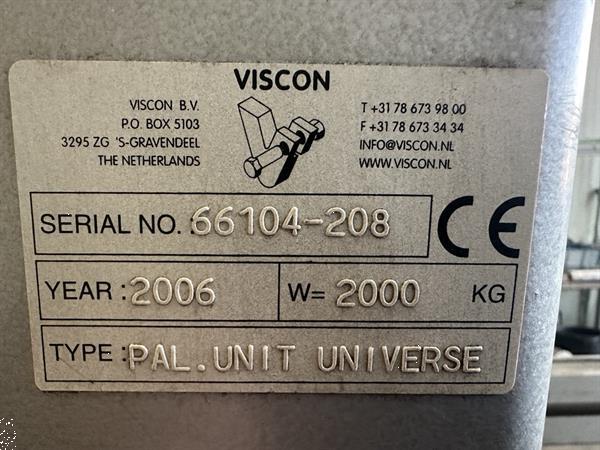 VISCON
VISCON B.V.
P.O. BOX 5103
3295 ZG 'S-GRAVENDEEL
THE NETHERLANDS
T +31 78 673 98 00
F +31 78 673 34 34
INFO@VISCON.NL
WWW.VISCON.NL
SERIAL NO. : 66104-208
CE
YEAR : 2006 W= 2000 KG
TYPE : PAL.UNIT UNIVERSE